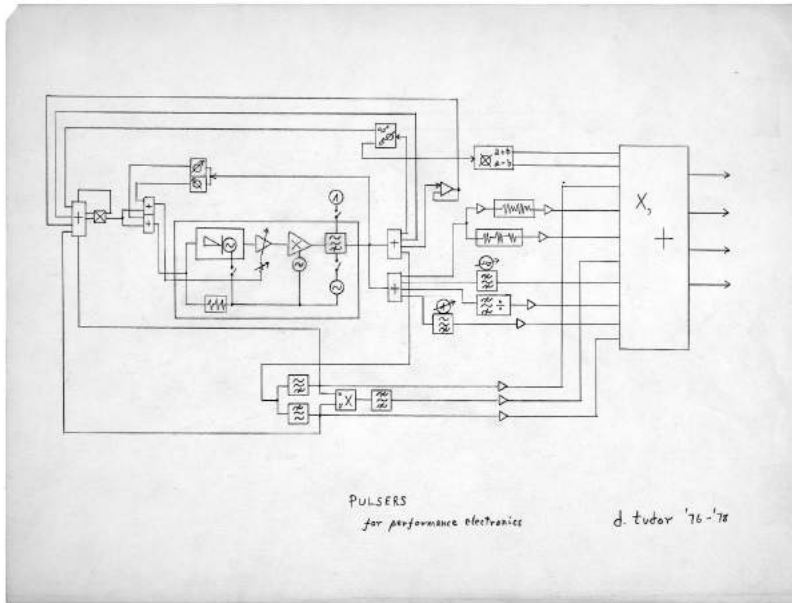 a+b
a-b
X,
+
X
PULSERS
for performance electronics
d. tudor '76-'78